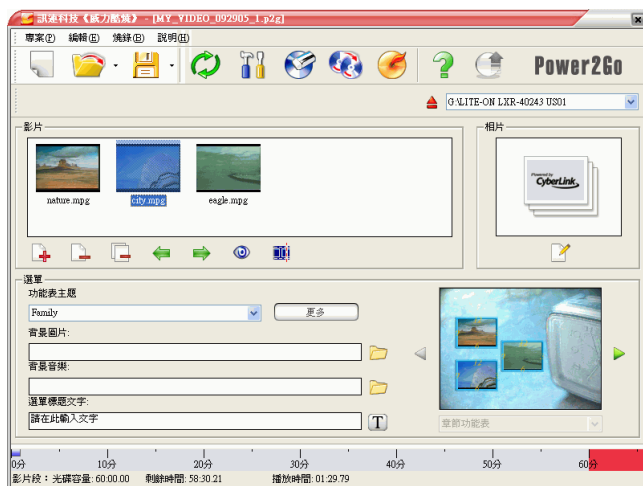 訊連科技《威力酷燒》 - [MY_VIDEO_092905_1.p2g]
專案(P) 編輯(E) 燒錄(B) 說明(H)
Power2Go
G:\LITE-ON LXR-40243 US01
影片
相片
Powered by
CyberLink
nature.mpg city.mpg eagle.mpg
選單
功能表主題
Family 更多
背景圖片:
背景音樂:
選單標題文字:
請在此輸入文字 T 章節功能表
0分 10分 20分 30分 40分 50分 60分
影片段：光碟容量: 60:00.00 剩餘時間: 58:30.21 播放時間: 01:29.79